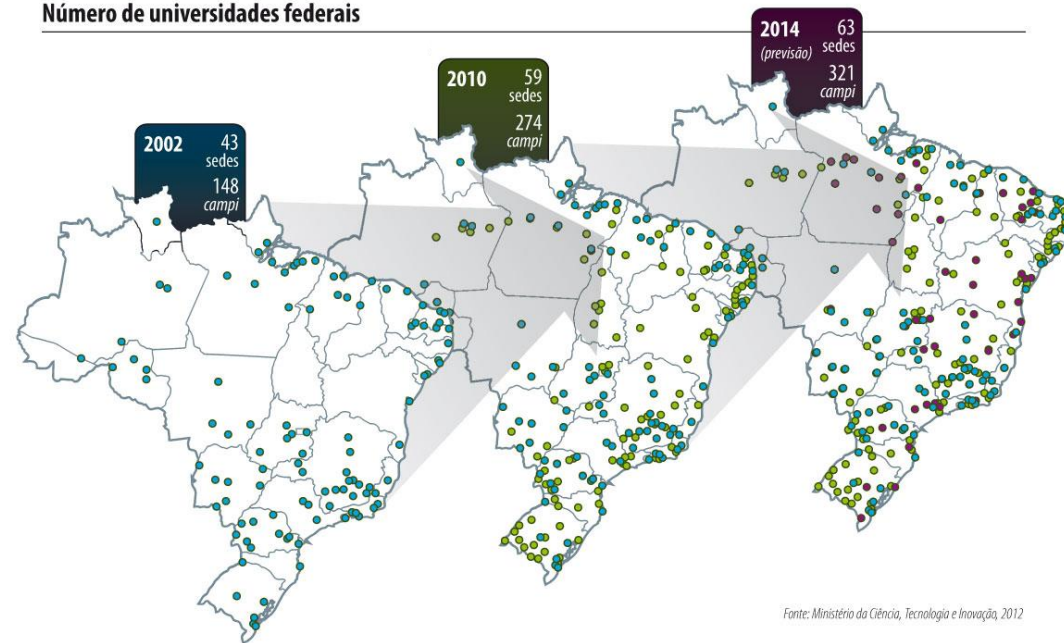 Número de universidades federais
2002
43
sedes
148
campi
2010
59
sedes
274
campi
2014
(previsão)
63
sedes
321
campi
Fonte: Ministério da Ciência, Tecnologia e Inovação, 2012